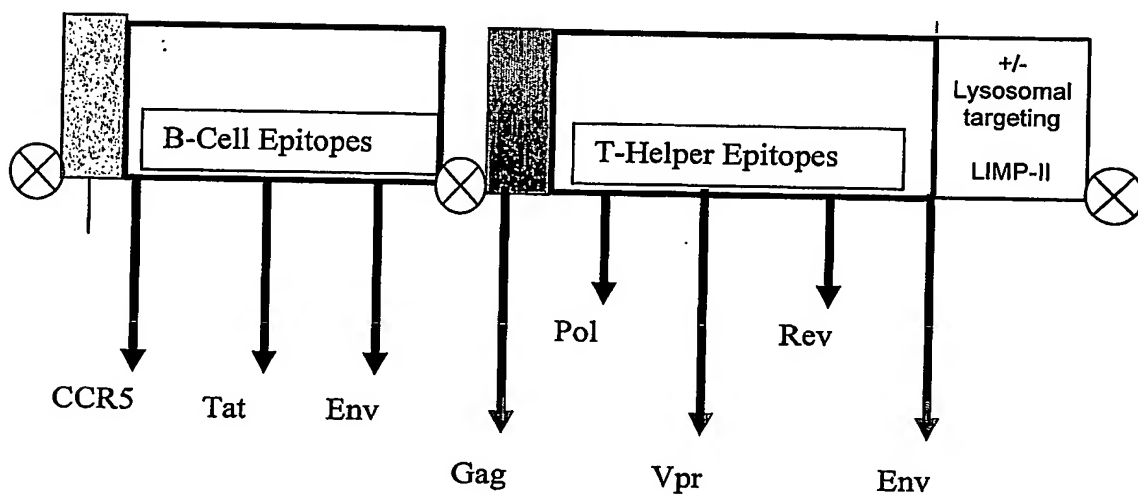 B-Cell Epitopes
T-Helper Epitopes
+/-
Lysosomal
targeting
LIMP-II
CCR5
Tat
Env
Gag
Pol
Vpr
Rev
Env